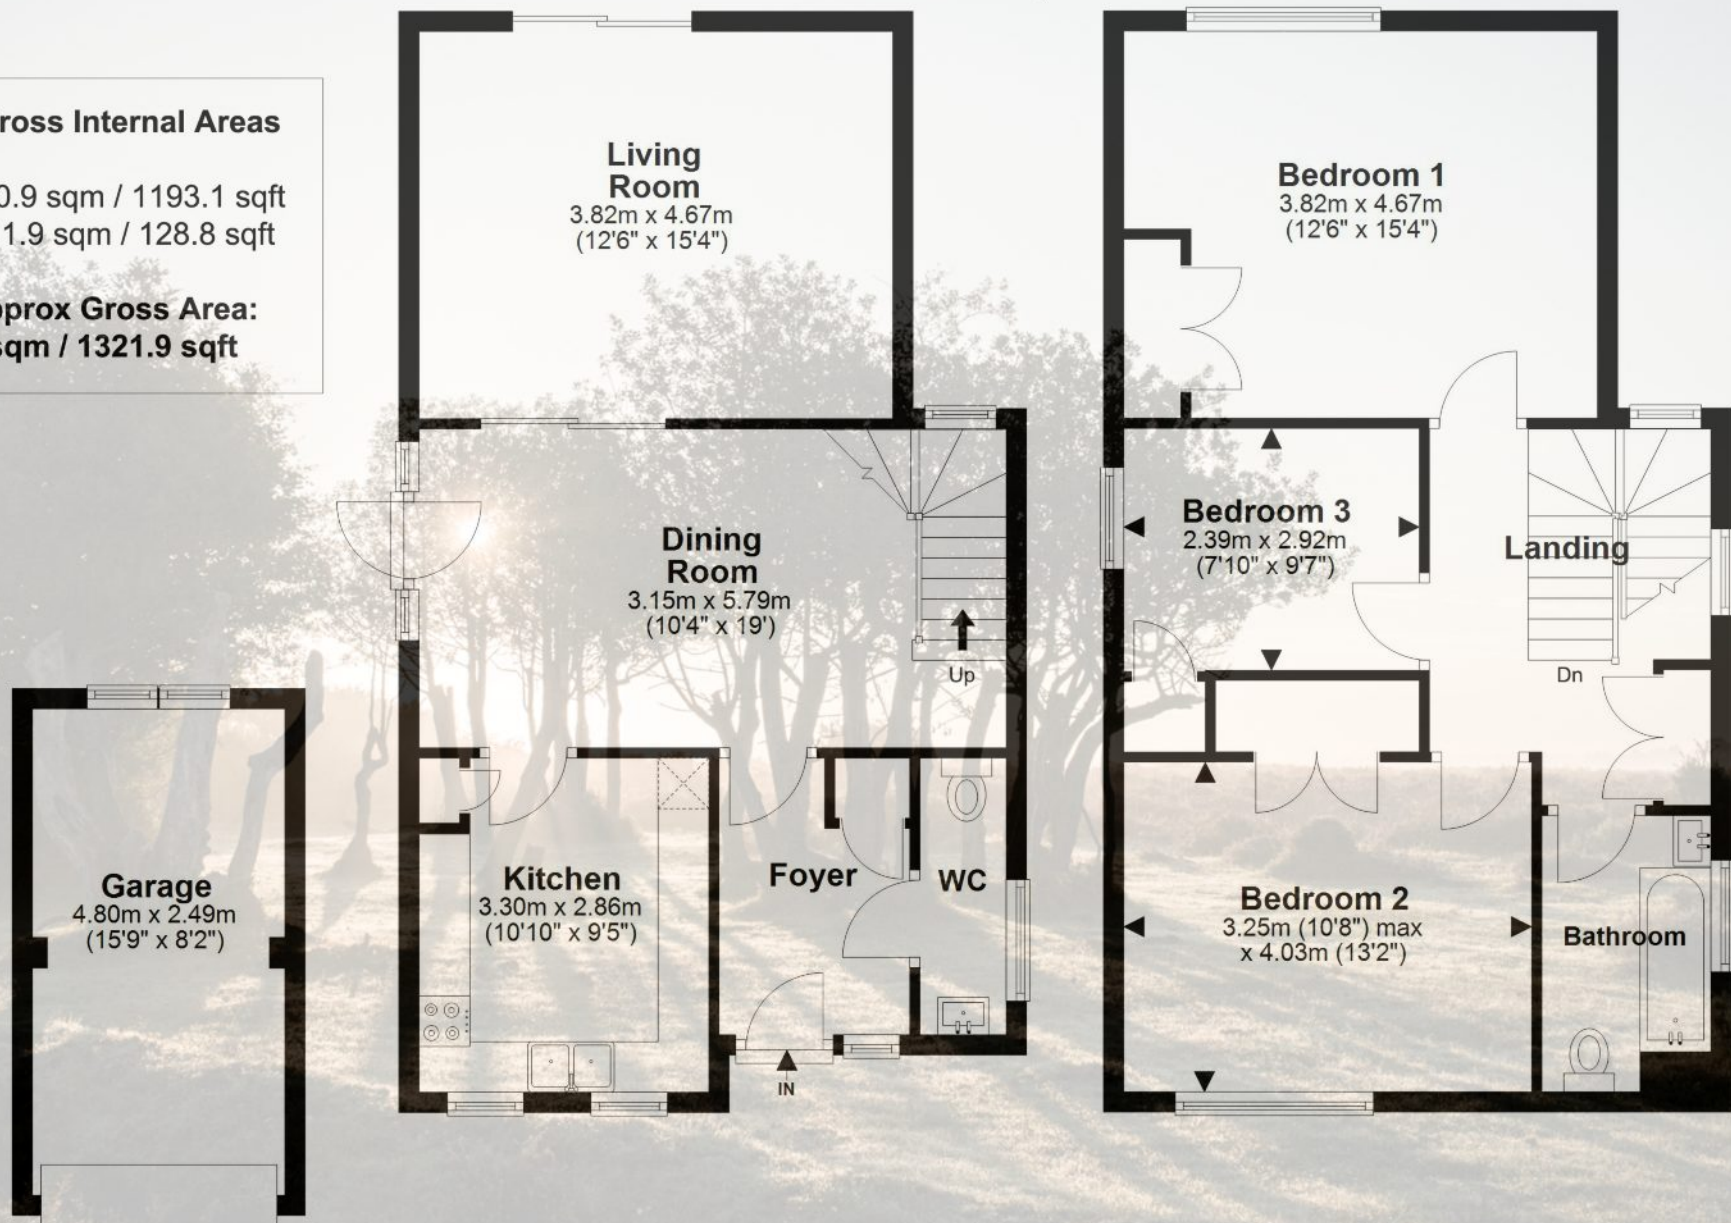 ross Internal Areas
0.9 sqm / 1193.1 sqft
1.9 sqm / 128.8 sqft
pprox Gross Area:
sqm / 1321.9 sqft
Living
Room
3.82m x 4.67m
(12'6" x 15'4")
Dining
Room
3.15m x 5.79m
(10'4" x 19')
Up
Kitchen
3.30m x 2.86m
(10'10" x 9'5")
Foyer
WC
IN
Garage
4.80m x 2.49m
(15'9" x 8'2")
Bedroom 1
3.82m x 4.67m
(12'6" x 15'4")
Bedroom 3
2.39m x 2.92m
(7'10" x 9'7")
Landing
Dn
Bedroom 2
3.25m (10'8") max
x 4.03m (13'2")
Bathroom